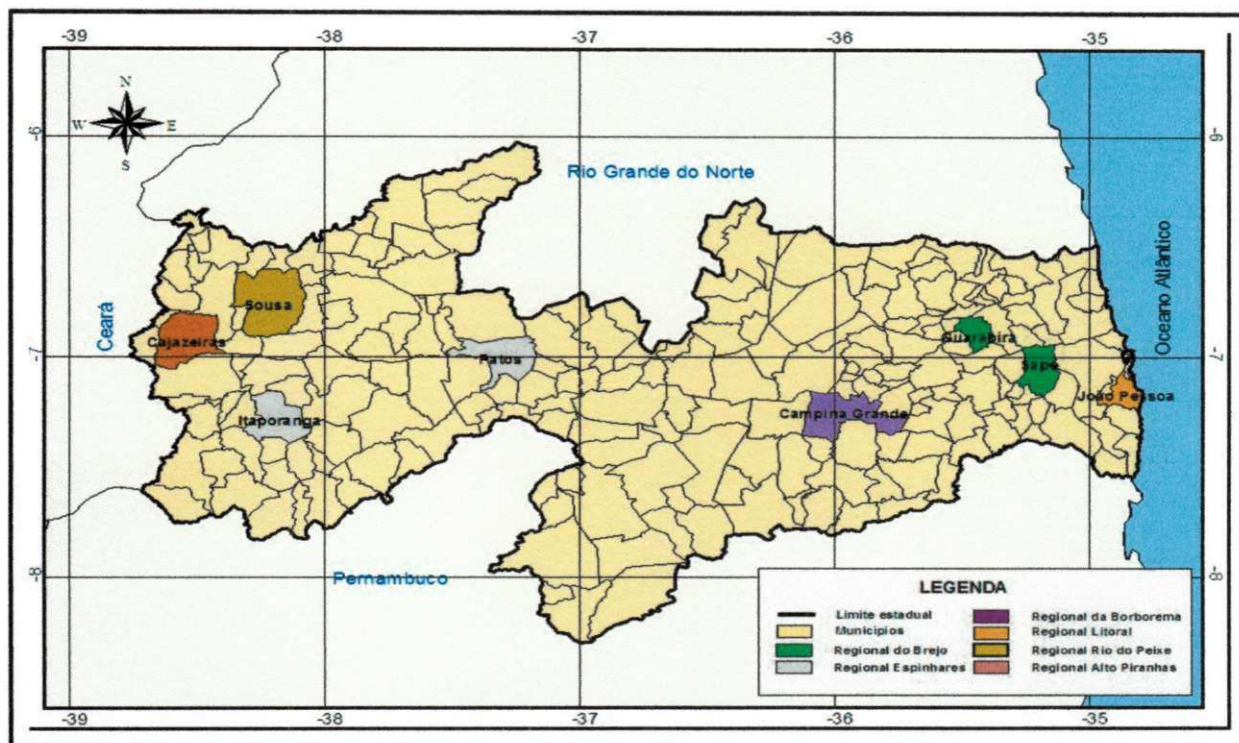 -39 -38 -37 -36 -35
N
W E
S
-6 -6
Rio Grande do Norte
Oceano Atlântico
Ceará
Sousa
Cajazeiras
Patos
Guarabira
-7 -7
Sapé
João Pessoa
Campina Grande
Itaporanga
Pernambuco
-8 -8
LEGENDA
Limite estadual
Municípios
Regional do Brejo
Regional Espinhares
Regional da Borborema
Regional Litoral
Regional Rio do Peixe
Regional Alto Piranhas
-39 -38 -37 -36 -35